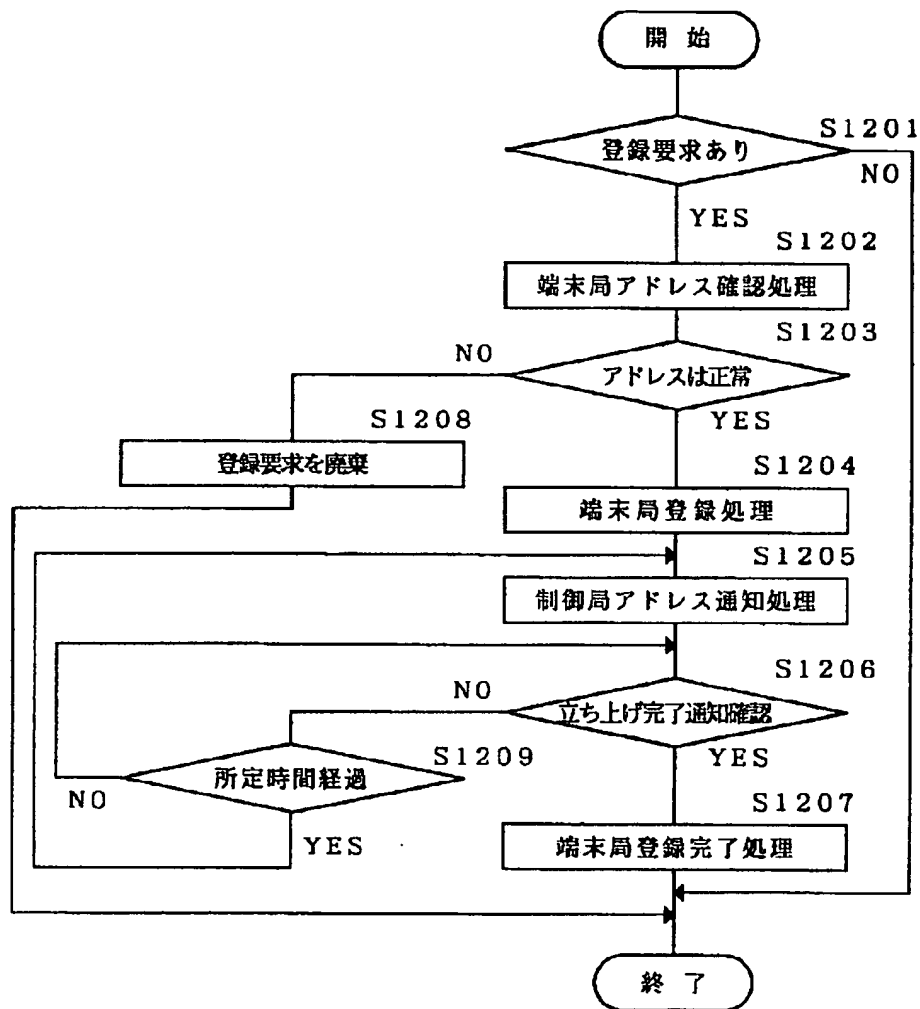 開始
S1201
登録要求あり
NO
YES
S1202
端末局アドレス確認処理
S1203
NO
アドレスは正常
YES
S1208
登録要求を廃棄
S1204
端末局登録処理
S1205
制御局アドレス通知処理
S1206
NO
立ち上げ完了通知確認
YES
S1209
所定時間経過
NO
YES
S1207
端末局登録完了処理
終了